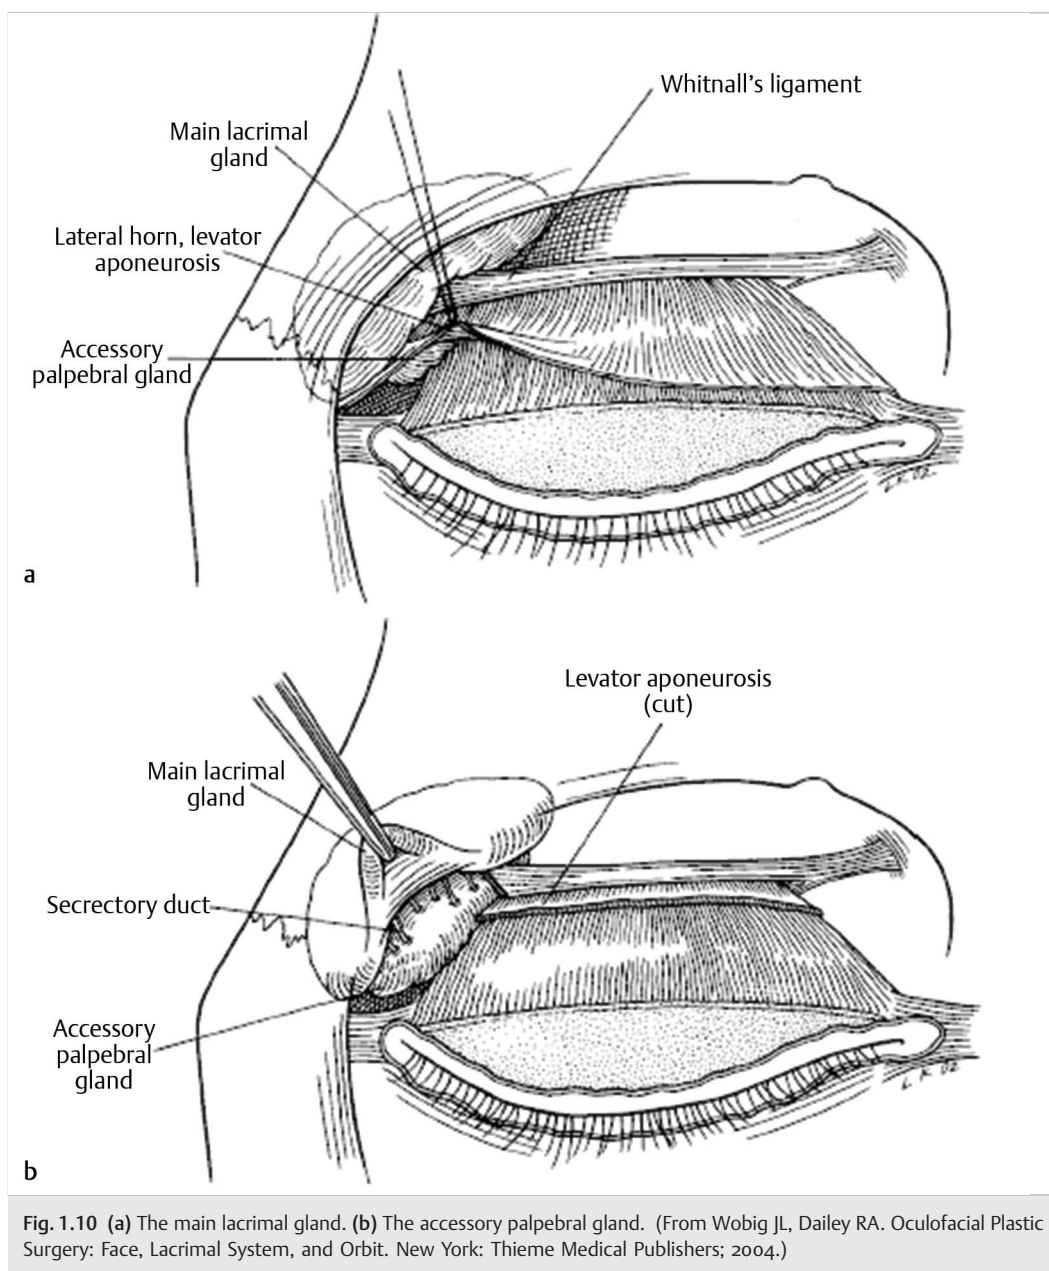 Whitnall's ligament
Main lacrimal
gland
Lateral horn, levator
aponeurosis
Accessory
palpebral gland
a
Levator aponeurosis
(cut)
Main lacrimal
gland
Secrectory duct
Accessory
palpebral
gland
b
Fig. 1.10 (a) The main lacrimal gland. (b) The accessory palpebral gland. (From Wobig JL, Dailey RA. Oculofacial Plastic
Surgery: Face, Lacrimal System, and Orbit. New York: Thieme Medical Publishers; 2004.)